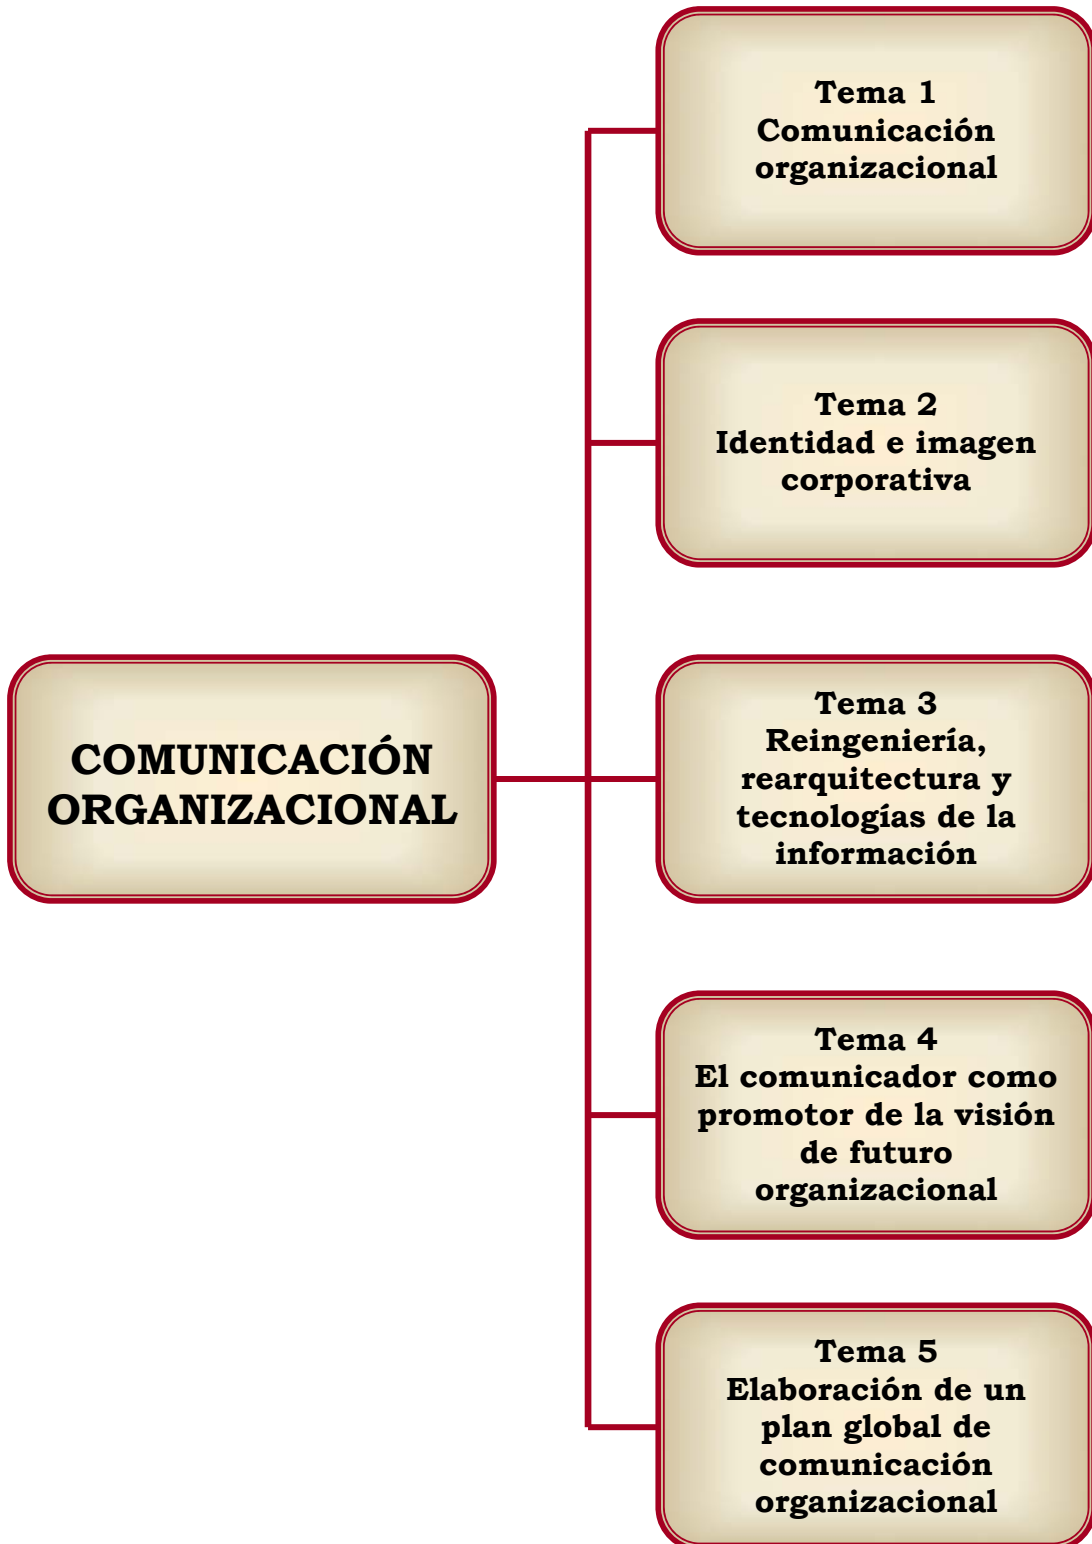 Tema 1
Comunicación
organizacional
Tema 2
Identidad e imagen
corporativa
COMUNICACIÓN
ORGANIZACIONAL
Tema 3
Reingeniería,
rearquitectura y
tecnologías de la
información
Tema 4
El comunicador como
promotor de la visión
de futuro
organizacional
Tema 5
Elaboración de un
plan global de
comunicación
organizacional